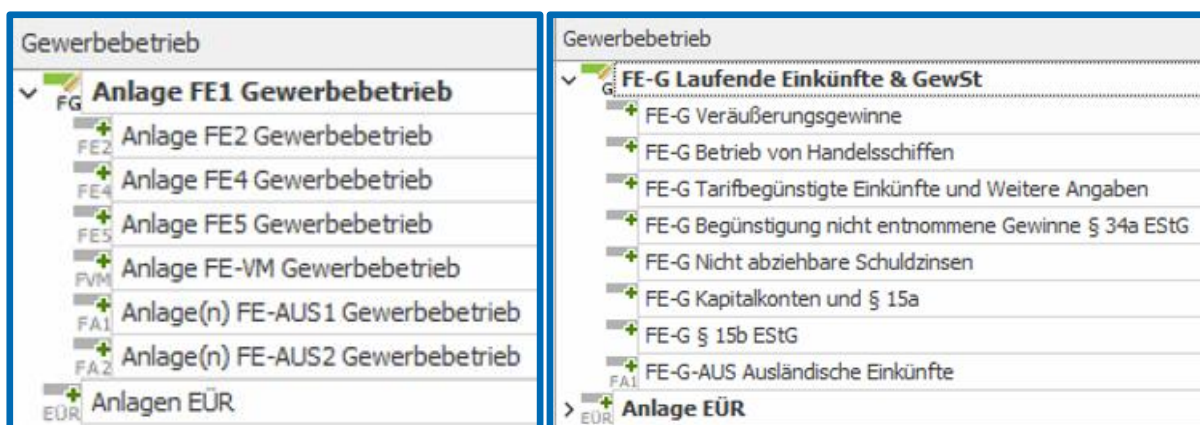 Gewerbebetrieb
FG Anlage FE1 Gewerbebetrieb
FE2 Anlage FE2 Gewerbebetrieb
FE4 Anlage FE4 Gewerbebetrieb
FE5 Anlage FE5 Gewerbebetrieb
FVM Anlage FE-VM Gewerbebetrieb
FA1 Anlage(n) FE-AUS1 Gewerbebetrieb
FA2 Anlage(n) FE-AUS2 Gewerbebetrieb
EÜR Anlagen EÜR
Gewerbebetrieb
G FE-G Laufende Einkünfte & GewSt
FE-G Veräußerungsgewinne
FE-G Betrieb von Handelsschiffen
FE-G Tarifbegünstigte Einkünfte und Weitere Angaben
FE-G Begünstigung nicht entnommene Gewinne § 34a EStG
FE-G Nicht abziehbare Schuldzinsen
FE-G Kapitalkonten und § 15a
FE-G § 15b EStG
FA1 FE-G-AUS Ausländische Einkünfte
EÜR Anlage EÜR